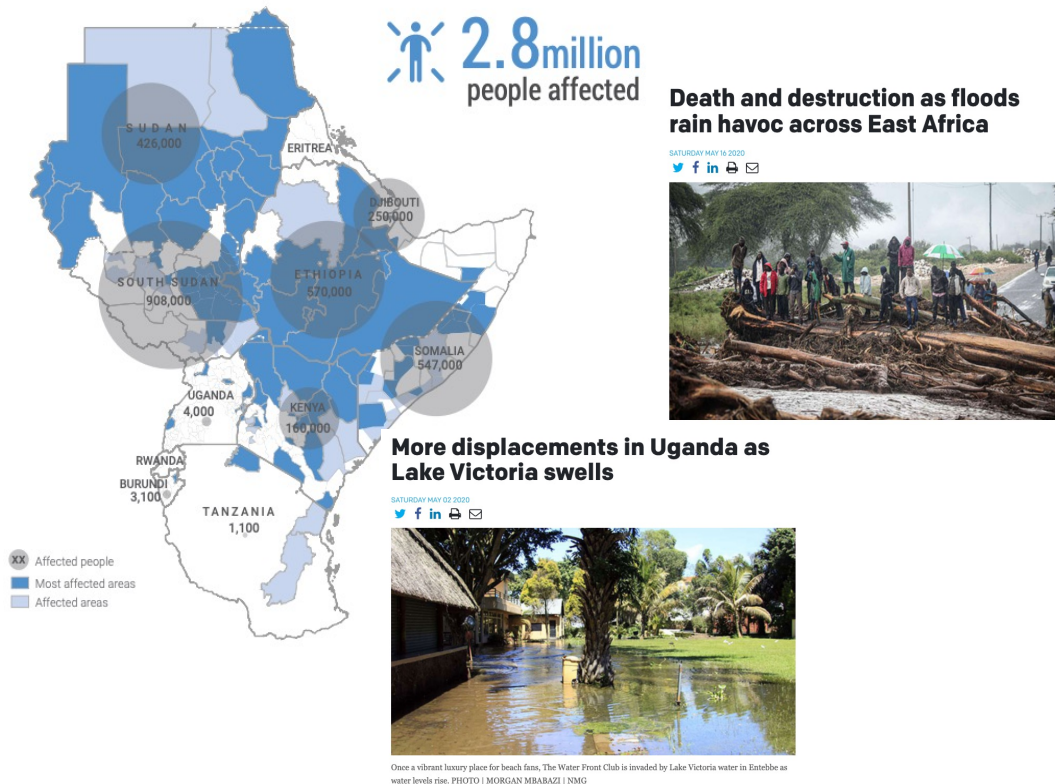 2.8 million
people affected
SUDAN
426,000
ERITREA
DJIBOUTI
250,000
SOUTH SUDAN
908,000
ETHIOPIA
570,000
SOMALIA
547,000
UGANDA
4,000
KENYA
160,000
RWANDA
BURUNDI
3,100
TANZANIA
1,100
XX Affected people
Most affected areas
Affected areas
Death and destruction as floods
rain havoc across East Africa
SATURDAY MAY 16 2020
More displacements in Uganda as
Lake Victoria swells
SATURDAY MAY 02 2020
Once a vibrant luxury place for beach fans, The Water Front Club is invaded by Lake Victoria water in Entebbe as
water levels rise. PHOTO | MORGAN MBABAZI | NMG